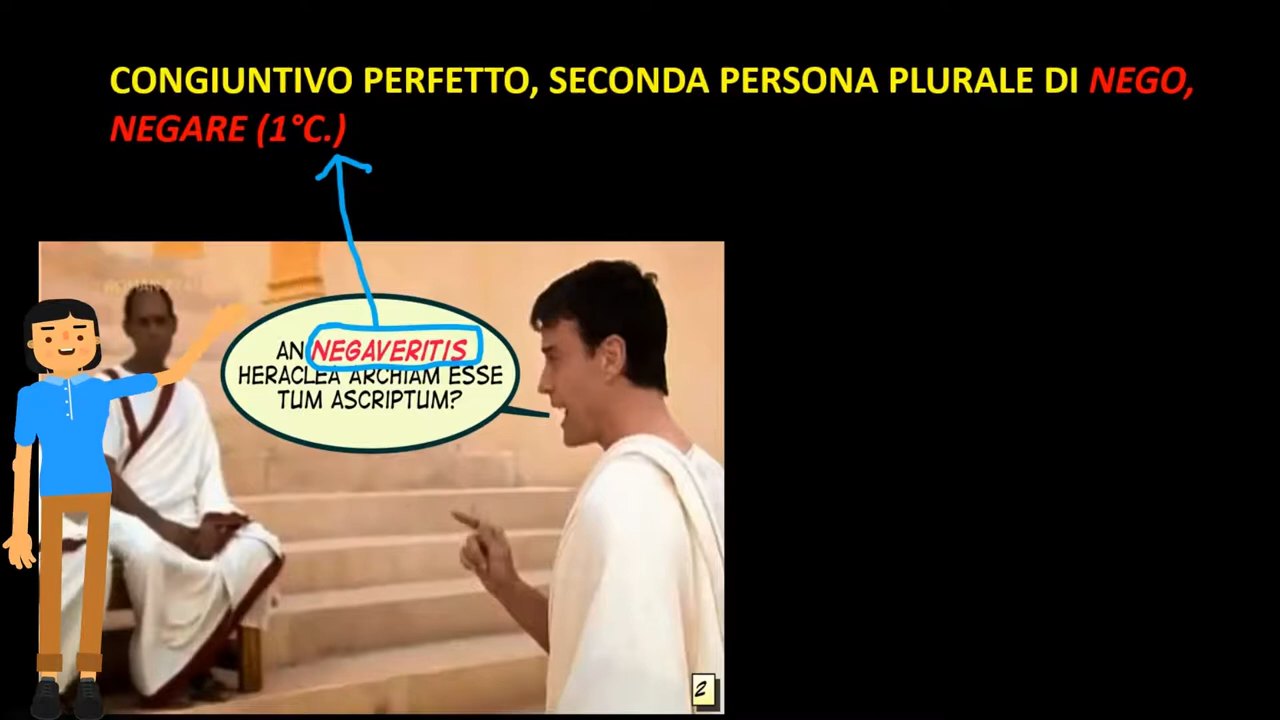 CONGIUNTIVO PERFETTO, SECONDA PERSONA PLURALE DI NEGO,
NEGARE (1°C.)
AN NEGAVERITIS
HERACLEA ARCHIAM ESSE
TUM ASCRIPTUM?
2